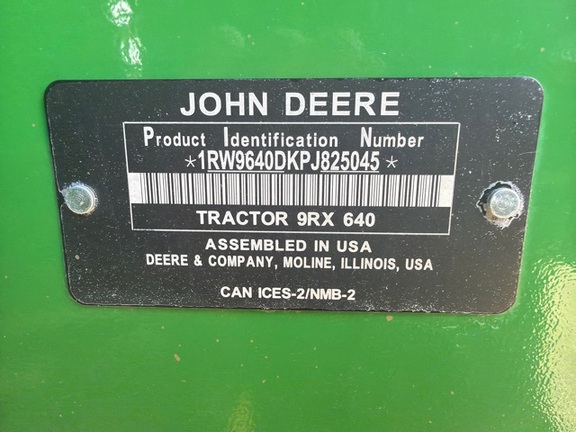 JOHN DEERE
Product Identification Number
*1RW9640DKPJ825045*
TRACTOR 9RX 640
ASSEMBLED IN USA
DEERE & COMPANY, MOLINE, ILLINOIS, USA
CAN ICES-2/NMB-2